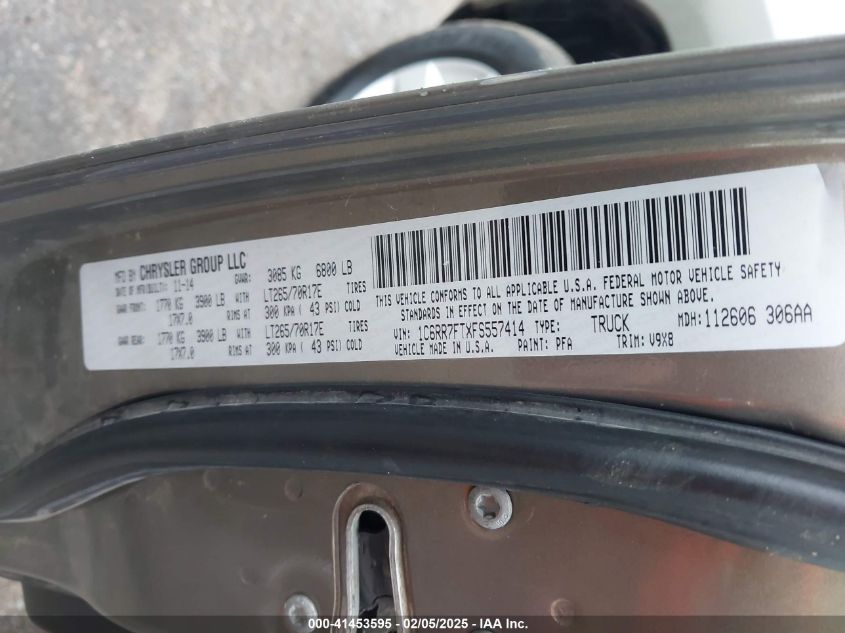 MFD BY CHRYSLER GROUP LLC
DATE OF MFR(BUILT): 11-14 GVWR: 3085 KG 6800 LB
GAWR FRONT: 1770 KG 3900 LB WITH LT265/70R17E TIRES
17X7.0 RIMS AT 300 KPA ( 43 PSI) COLD
GAWR REAR: 1770 KG 3900 LB WITH LT265/70R17E TIRES
17X7.0 RIMS AT 300 KPA ( 43 PSI) COLD
THIS VEHICLE CONFORMS TO ALL APPLICABLE U.S.A. FEDERAL MOTOR VEHICLE SAFETY
STANDARDS IN EFFECT ON THE DATE OF MANUFACTURE SHOWN ABOVE.
VIN: 1C6RR7FTXFS557414 TYPE: TRUCK MDH:112606 306AA
VEHICLE MADE IN U.S.A. PAINT: PFA TRIM: V9X8
000-41453595 - 02/05/2025 - IAA Inc.